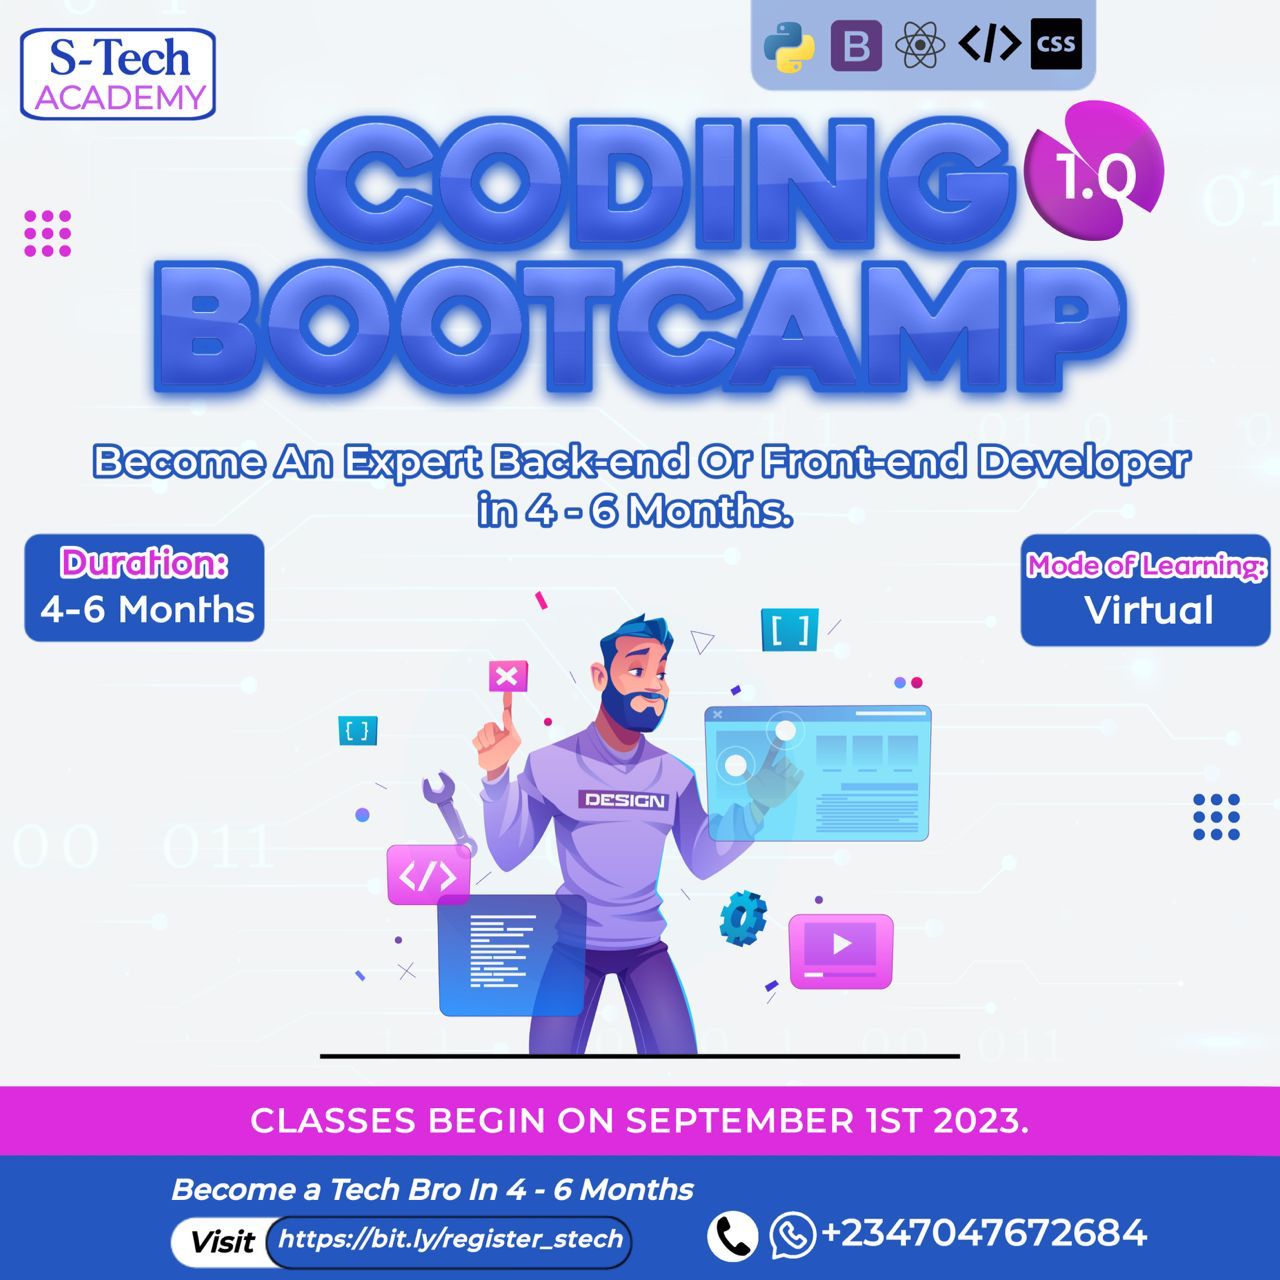 S-Tech
ACADEMY
B
</>
CSS
CODING
1.0
BOOTCAMP
Become An Expert Back-end Or Front-end Developer
in 4 - 6 Months.
Duration:
4-6 Months
Mode of Learning:
Virtual
[ ]
{ }
DESIGN
</>
CLASSES BEGIN ON SEPTEMBER 1ST 2023.
Become a Tech Bro In 4 - 6 Months
Visit https://bit.ly/register_stech
+2347047672684